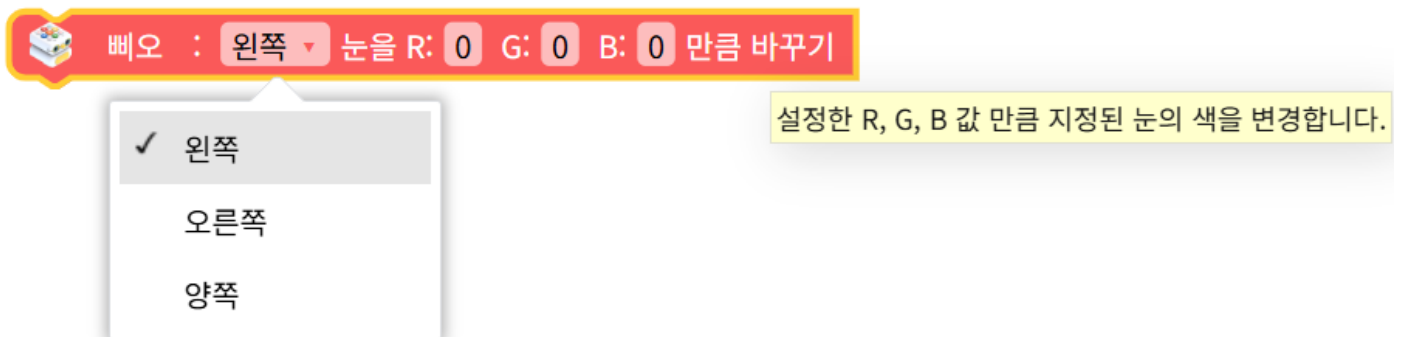 삐오 : 왼쪽 ▾ 눈을 R: 0 G: 0 B: 0 만큼 바꾸기
설정한 R, G, B 값 만큼 지정된 눈의 색을 변경합니다.
✓ 왼쪽
오른쪽
양쪽